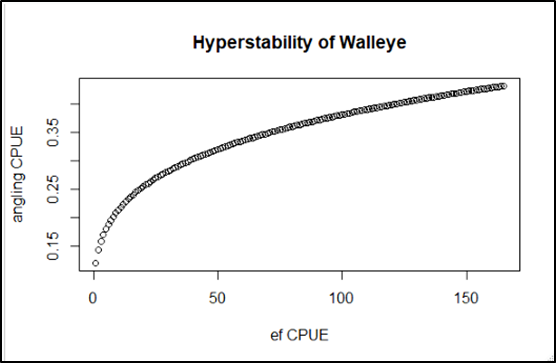 Hyperstability of Walleye
angling CPUE
0.35
0.25
0.15
0 50 100 150
ef CPUE